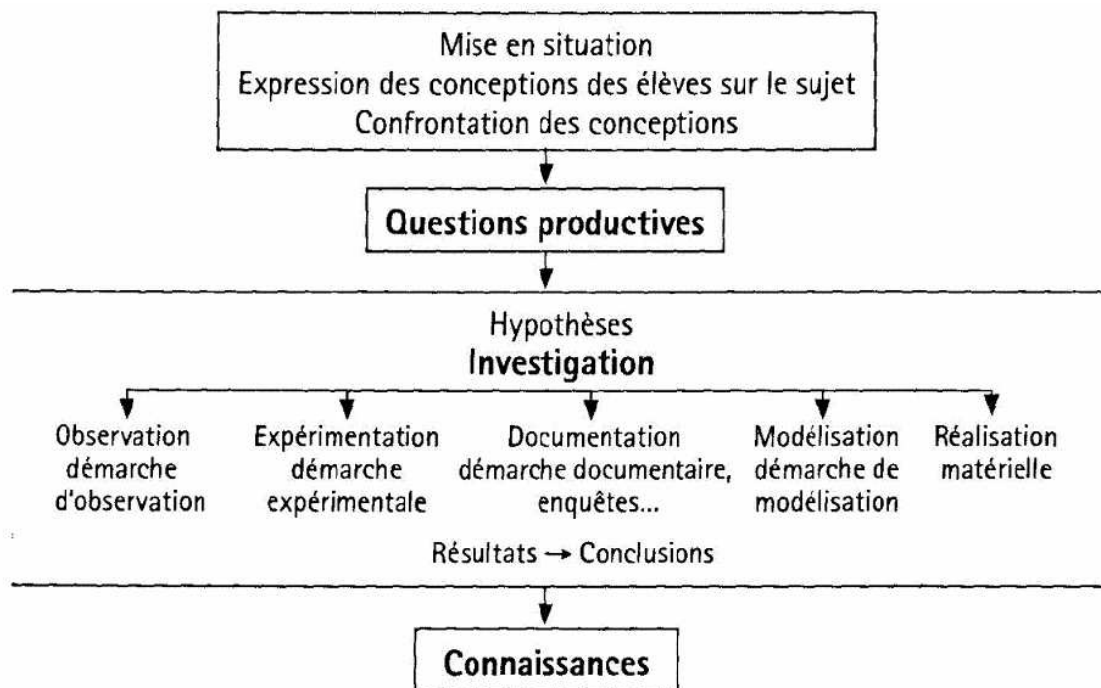 Mise en situation
Expression des conceptions des élèves sur le sujet
Confrontation des conceptions
Questions productives
Hypothèses
Investigation
Observation
démarche
d'observation
Expérimentation
démarche
expérimentale
Documentation
démarche documentaire,
enquêtes...
Modélisation
démarche de
modélisation
Réalisation
matérielle
Résultats → Conclusions
Connaissances